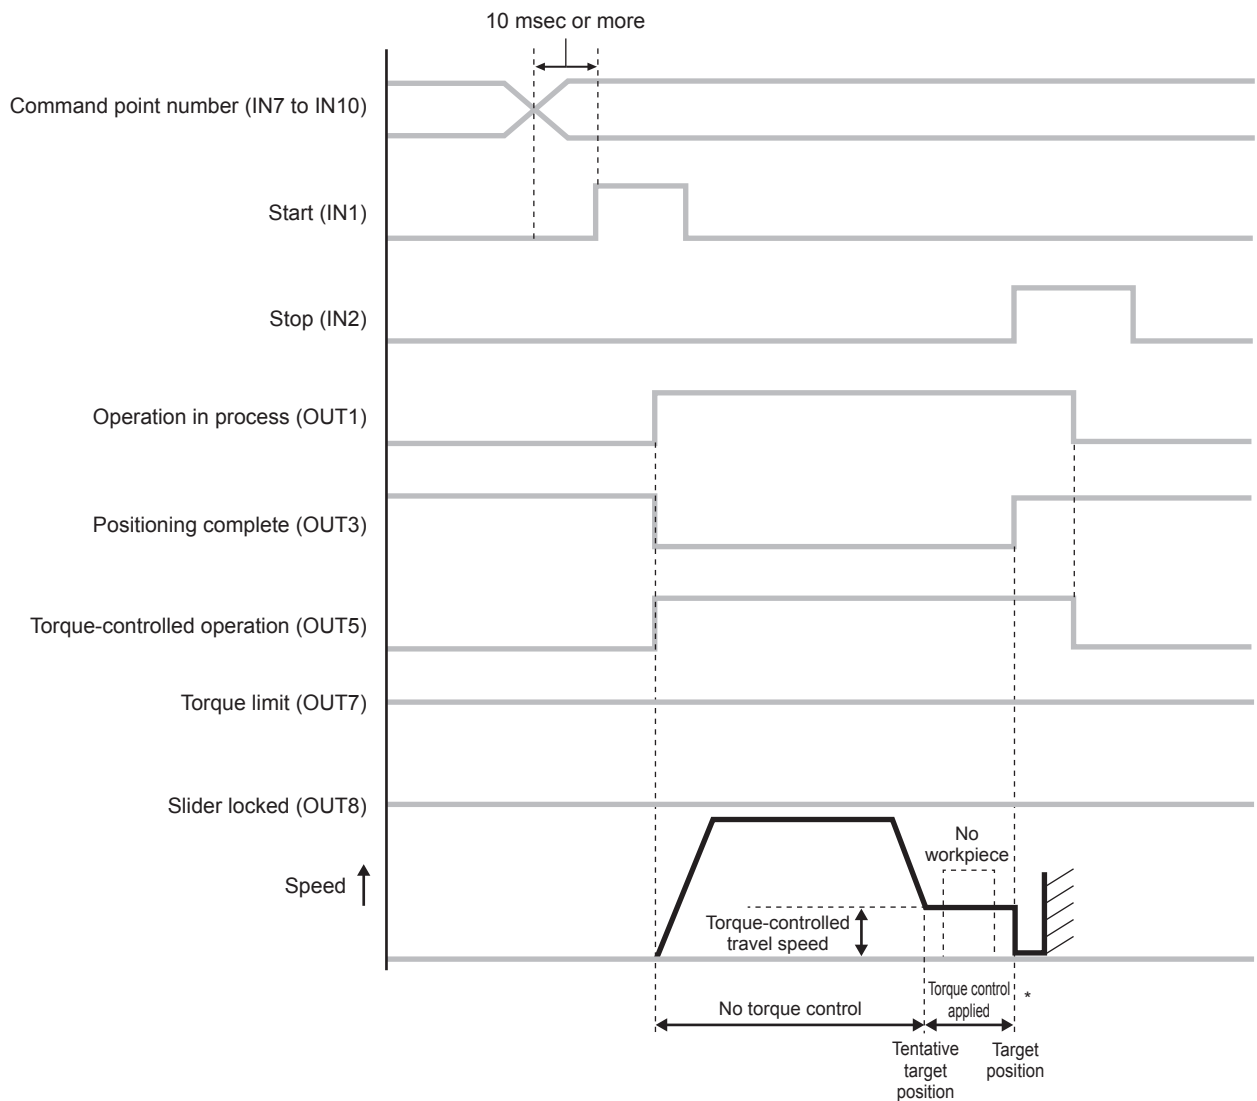 10 msec or more
Command point number (IN7 to IN10)
Start (IN1)
Stop (IN2)
Operation in process (OUT1)
Positioning complete (OUT3)
Torque-controlled operation (OUT5)
Torque limit (OUT7)
Slider locked (OUT8)
No
workpiece
Speed
Torque-controlled
travel speed
Torque control
applied
*
No torque control
Tentative
target
position
Target
position